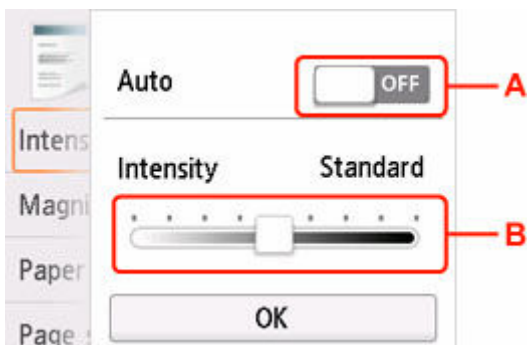 Auto
OFF
A
Intens
Intensity
Standard
Magni
B
Paper
OK
Page s